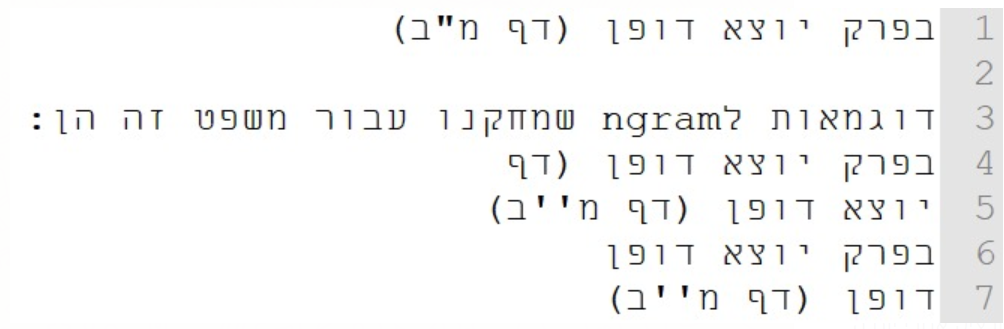 1 בפרק יוצא דופן (דף מ"ב)
2
3 דוגמאות לngram שמחקנו עבור משפט זה הן:
4 בפרק יוצא דופן (דף
5 יוצא דופן (דף מ''ב)
6 בפרק יוצא דופן
7 דופן (דף מ''ב)